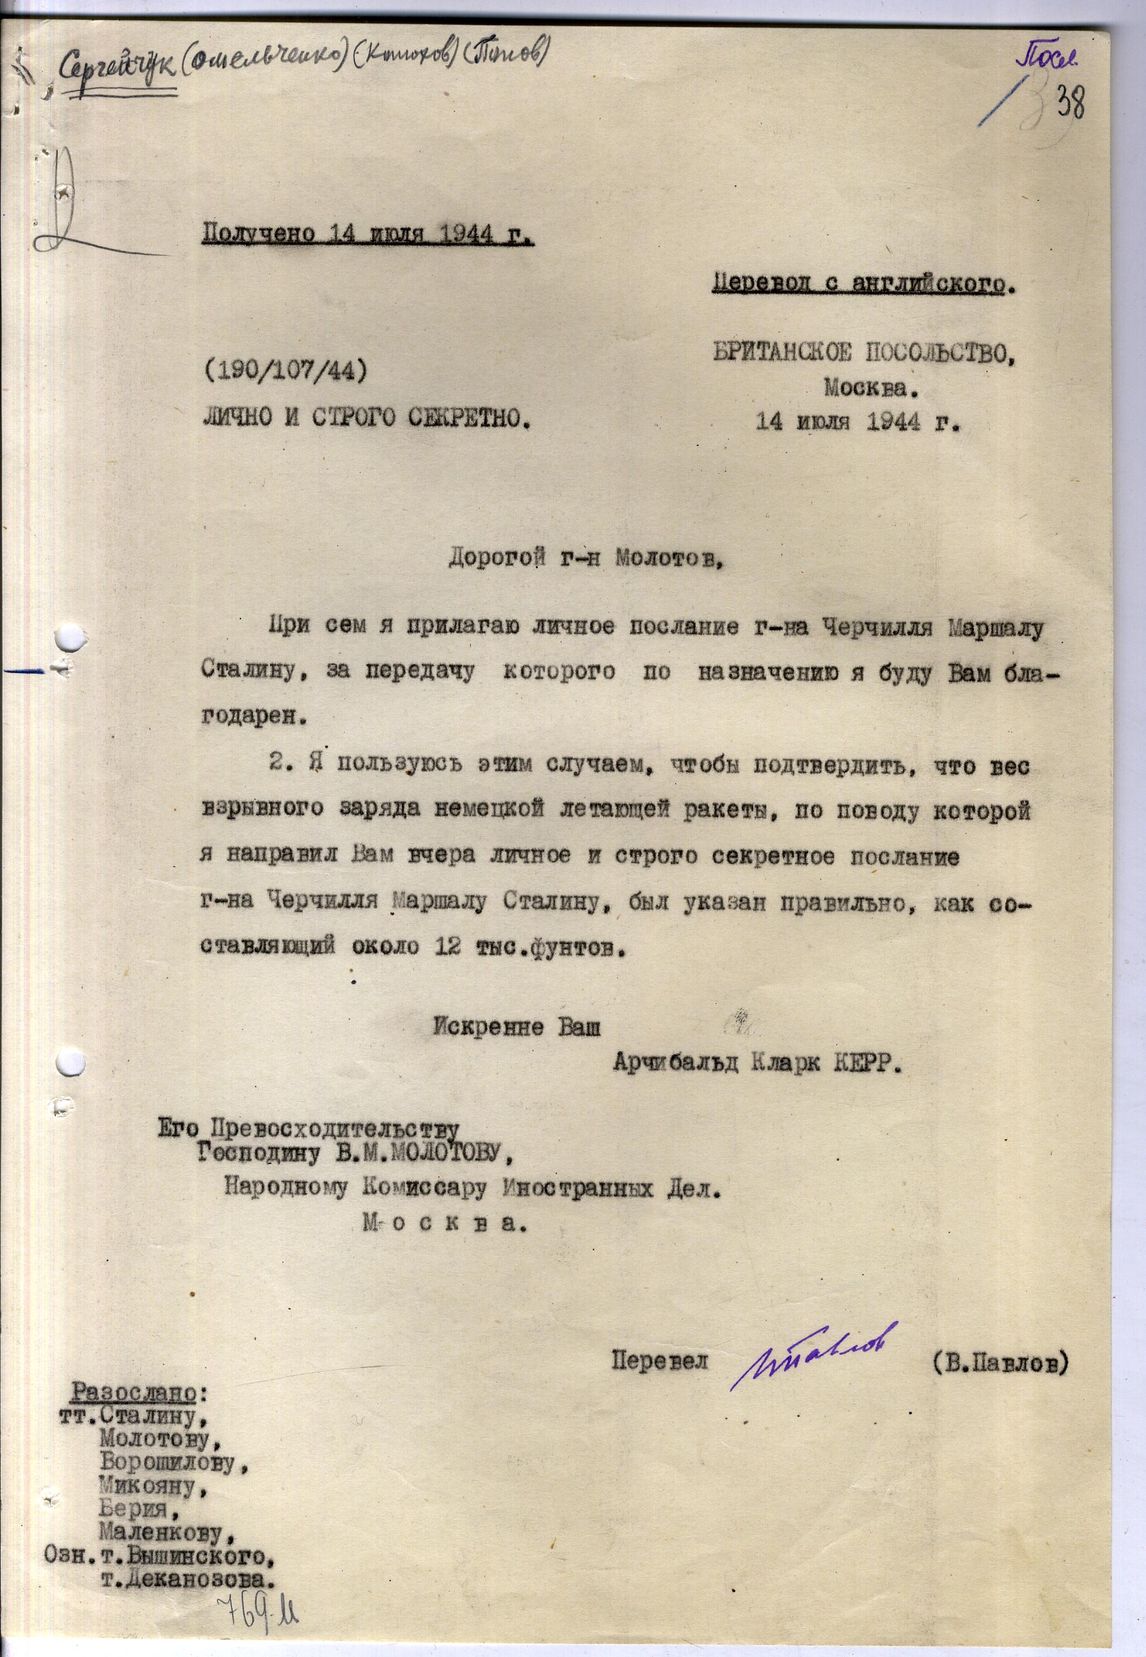 Сергейчук (Омельченко) (Конюхов) (Попов)
Посл.
38
Получено 14 июля 1944 г.
Перевод с английского.
БРИТАНСКОЕ ПОСОЛЬСТВО,
(190/107/44)
Москва.
ЛИЧНО И СТРОГО СЕКРЕТНО.
14 июля 1944 г.
Дорогой г-н Молотов,
При сем я прилагаю личное послание г-на Черчилля Маршалу
Сталину, за передачу которого по назначению я буду Вам бла-
годарен.
2. Я пользуюсь этим случаем, чтобы подтвердить, что вес
взрывного заряда немецкой летающей ракеты, по поводу которой
я направил Вам вчера личное и строго секретное послание
г-на Черчилля Маршалу Сталину, был указан правильно, как со-
ставляющий около 12 тыс.фунтов.
Искренне Ваш
Арчибальд Кларк КЕРР.
Его Превосходительству
Господину В.М.МОЛОТОВУ,
Народному Комиссару Иностранных Дел.
Москва.
Перевел Павлов (В.Павлов)
Разослано:
тт.Сталину,
Молотову,
Ворошилову,
Микояну,
Берия,
Маленкову,
Озн.т.Вышинского,
т.Деканозова.
769-М